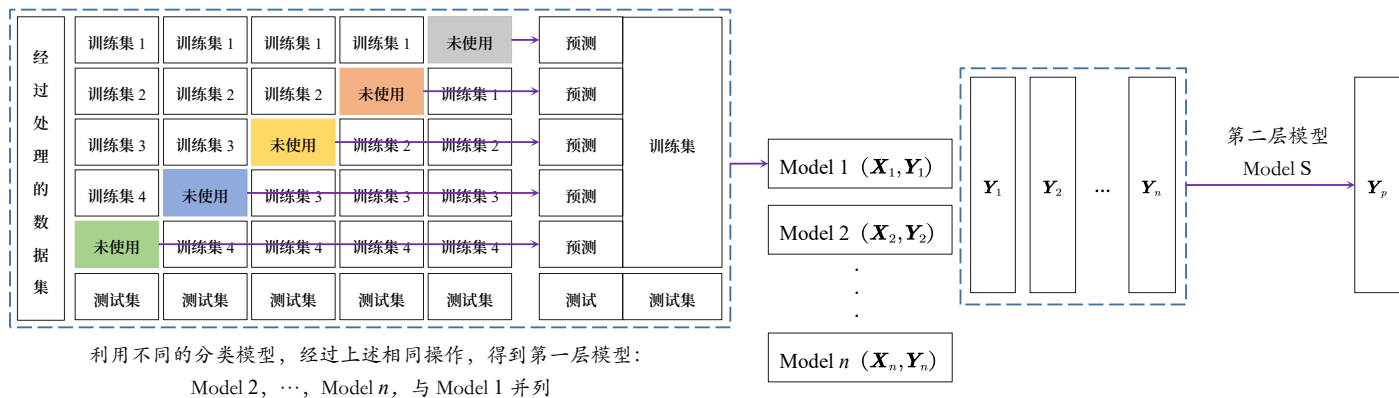 经过处理的数据集
训练集 1 训练集 1 训练集 1 训练集 1 未使用 预测
训练集 2 训练集 2 训练集 2 未使用 训练集 1 预测
训练集 3 训练集 3 未使用 训练集 2 训练集 2 预测
训练集 4 未使用 训练集 3 训练集 3 训练集 3 预测
未使用 训练集 4 训练集 4 训练集 4 训练集 4 预测
训练集
测试集 测试集 测试集 测试集 测试集 测试 测试集
利用不同的分类模型，经过上述相同操作，得到第一层模型：
Model 2，…，Model n，与 Model 1 并列
Model 1（X₁,Y₁）
Model 2（X₂,Y₂）
.
.
.
Model n（Xₙ,Yₙ）
Y₁ Y₂ ... Yₙ
第二层模型
Model S
Yₚ